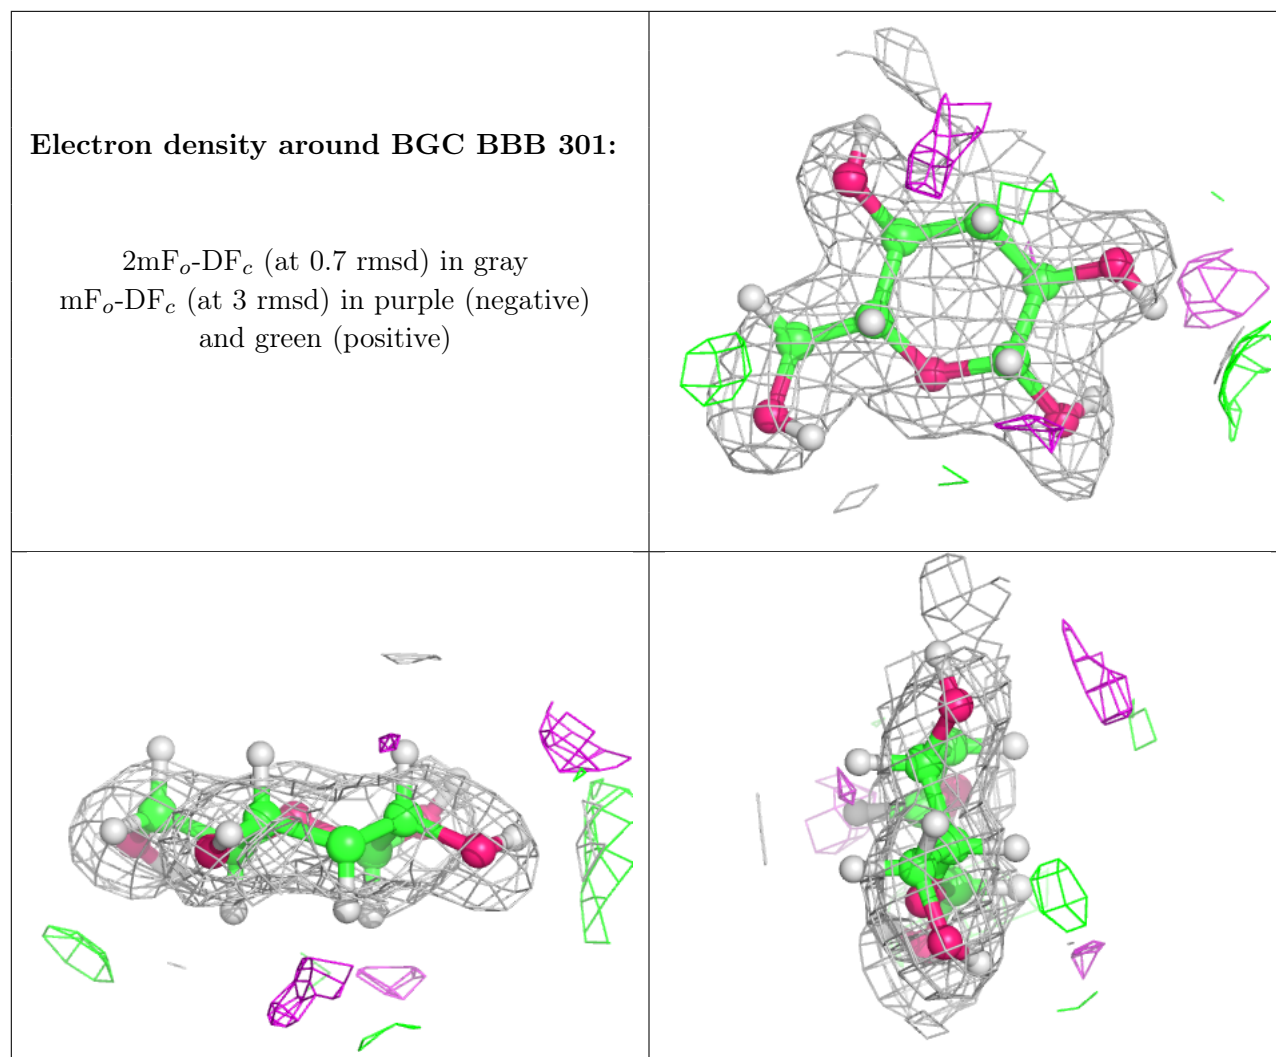 Electron density around BGC BBB 301:
2mFₒ-DF𝑐 (at 0.7 rmsd) in gray
mFₒ-DF𝑐 (at 3 rmsd) in purple (negative)
and green (positive)